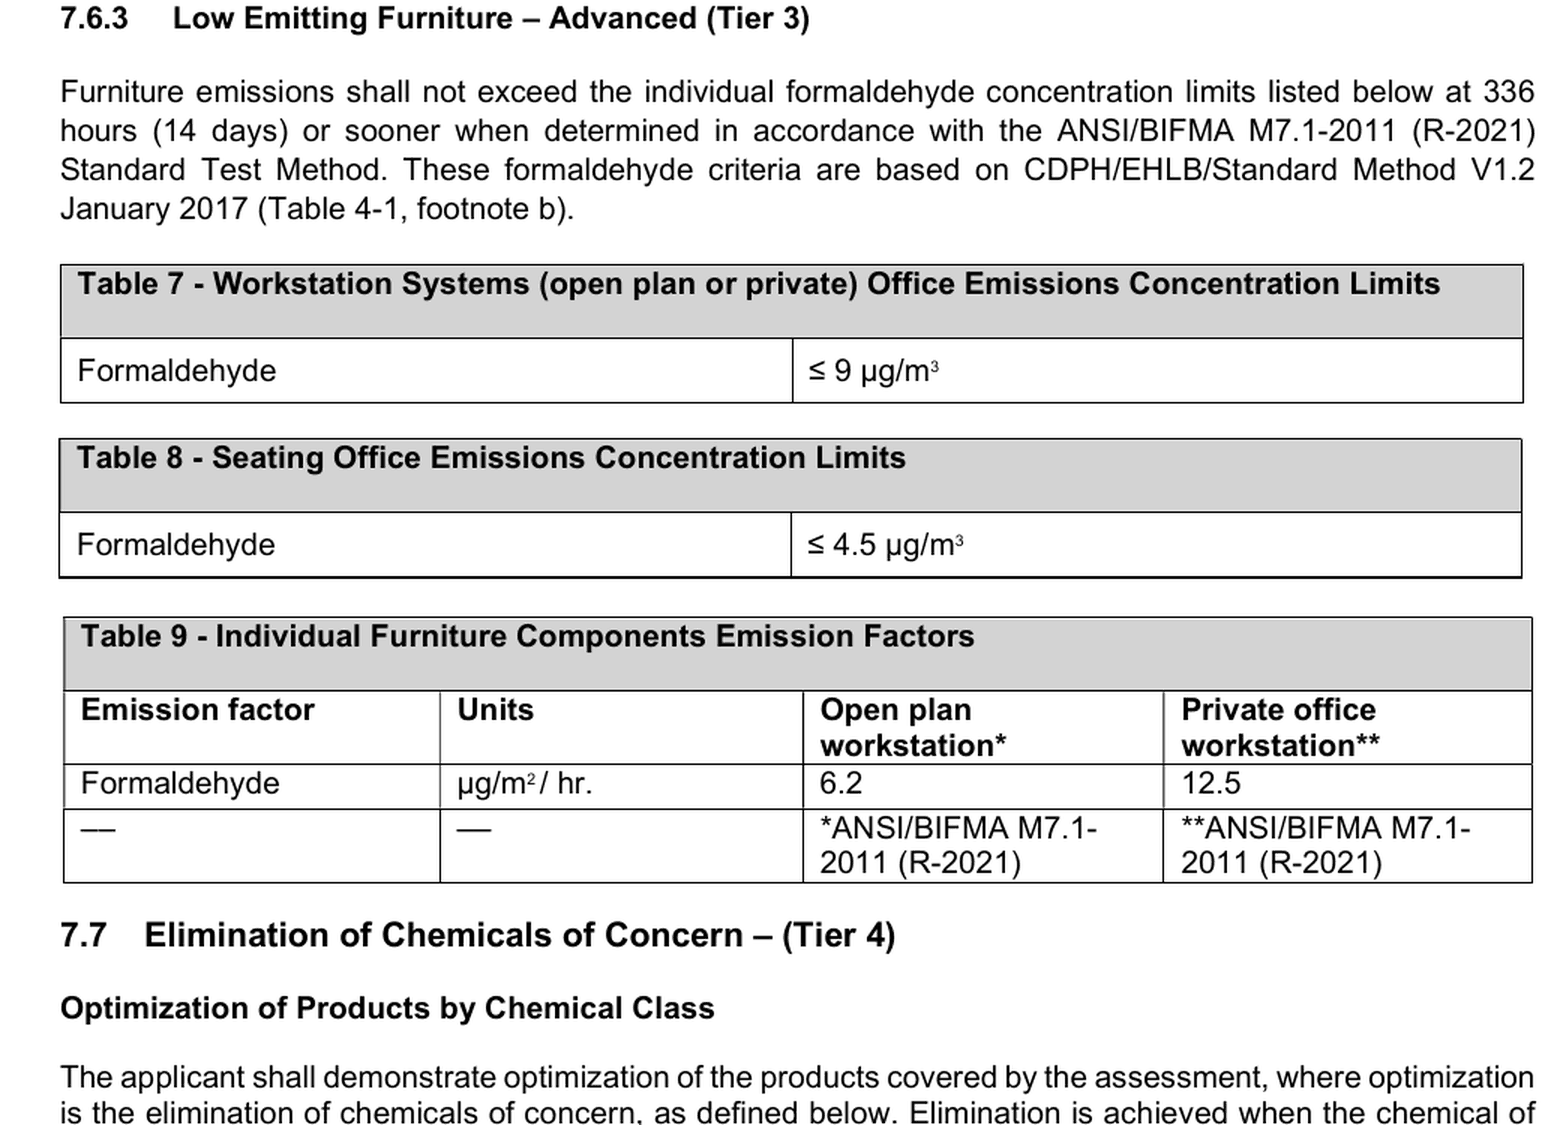 7.6.3 Low Emitting Furniture – Advanced (Tier 3)
Furniture emissions shall not exceed the individual formaldehyde concentration limits listed below at 336
hours (14 days) or sooner when determined in accordance with the ANSI/BIFMA M7.1-2011 (R-2021)
Standard Test Method. These formaldehyde criteria are based on CDPH/EHLB/Standard Method V1.2
January 2017 (Table 4-1, footnote b).
Table 7 - Workstation Systems (open plan or private) Office Emissions Concentration Limits
Formaldehyde ≤ 9 µg/m³
Table 8 - Seating Office Emissions Concentration Limits
Formaldehyde ≤ 4.5 µg/m³
Table 9 - Individual Furniture Components Emission Factors
Emission factor Units Open plan Private office
workstation* workstation**
Formaldehyde µg/m²/ hr. 6.2 12.5
— — *ANSI/BIFMA M7.1- **ANSI/BIFMA M7.1-
2011 (R-2021) 2011 (R-2021)
7.7 Elimination of Chemicals of Concern – (Tier 4)
Optimization of Products by Chemical Class
The applicant shall demonstrate optimization of the products covered by the assessment, where optimization
is the elimination of chemicals of concern, as defined below. Elimination is achieved when the chemical of